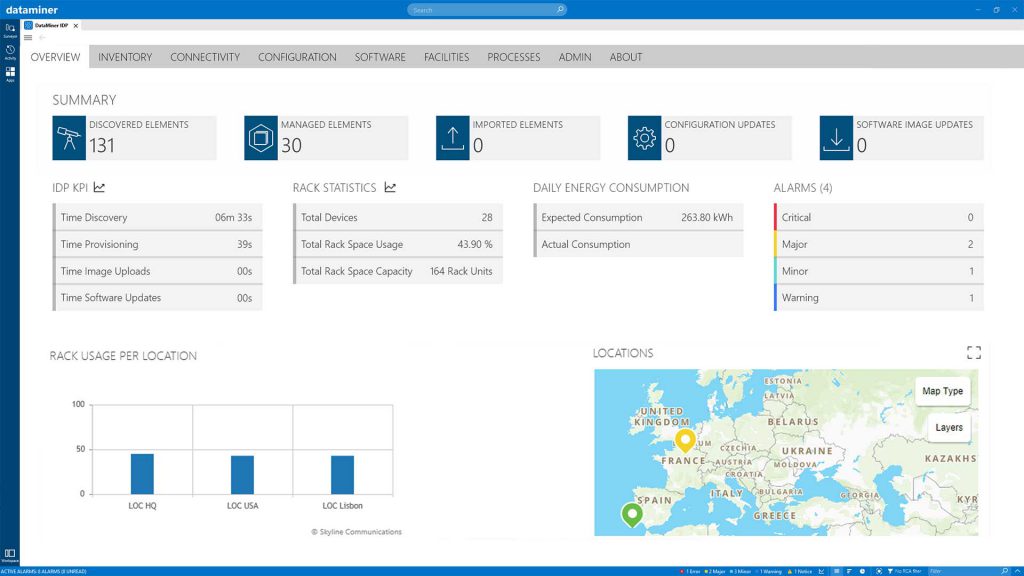 dataminer
Search
DataMiner IDP
Surveyor
Activity
Apps
OVERVIEW INVENTORY CONNECTIVITY CONFIGURATION SOFTWARE FACILITIES PROCESSES ADMIN ABOUT
SUMMARY
DISCOVERED ELEMENTS
131
MANAGED ELEMENTS
30
IMPORTED ELEMENTS
0
CONFIGURATION UPDATES
0
SOFTWARE IMAGE UPDATES
0
IDP KPI
Time Discovery 06m 33s
Time Provisioning 39s
Time Image Uploads 00s
Time Software Updates 00s
RACK STATISTICS
Total Devices 28
Total Rack Space Usage 43.90 %
Total Rack Space Capacity 164 Rack Units
DAILY ENERGY CONSUMPTION
Expected Consumption 263.80 kWh
Actual Consumption
ALARMS (4)
Critical 0
Major 2
Minor 1
Warning 1
RACK USAGE PER LOCATION
100
50
0
LOC HQ LOC USA LOC Lisbon
© Skyline Communications
LOCATIONS
Map Type
Layers
ESTONIA
LATVIA
UNITED
KINGDOM
BELARUS
UM
CZECHIA
UKRAINE
KAZAKHS
FRANCE
AUSTRIA
MOLDOVA
CROATIA
SPAIN
ITALY
BULGARIA
GEORGIA
KYR
GREECE
Workspace
ACTIVE ALARMS: 0 ALARMS (0 UNREAD)
1 Error 2 Major 3 Minor 1 Warning 1 Notice
No RCA filter
Filter